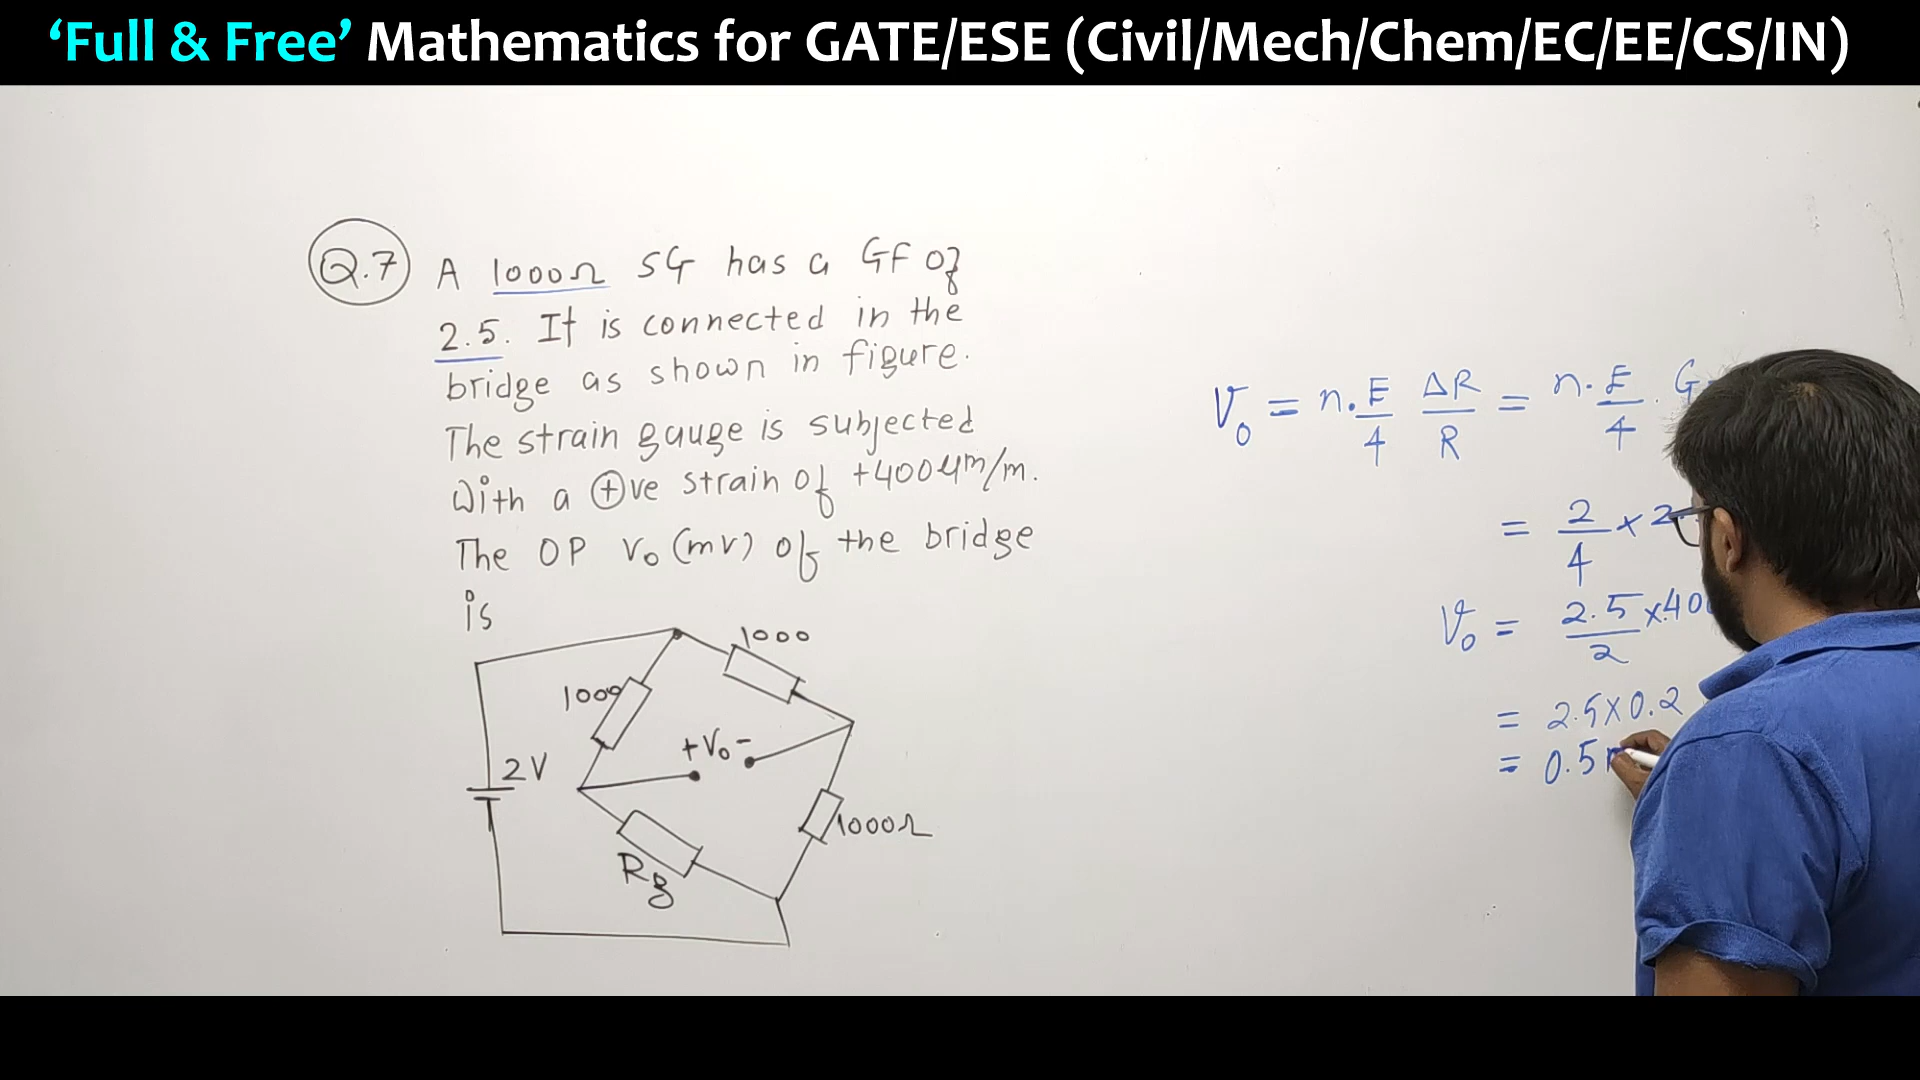 ‘Full & Free’ Mathematics for GATE/ESE (Civil/Mech/Chem/EC/EE/CS/IN)
Q.7 A 1000Ω SG has a GF of
2.5. It is connected in the
bridge as shown in figure.
The strain gauge is subjected
With a ⊕ve strain of +400μm/m.
The OP V₀ (mV) of the bridge
is
1000
1000
+V₀-
2V
1000Ω
Rg
V₀ = n.E/4 ΔR/R = n.E/4 . G
= 2/4 × 2.
V₀ = 2.5/2 × 400
= 2.5×0.2
= 0.5